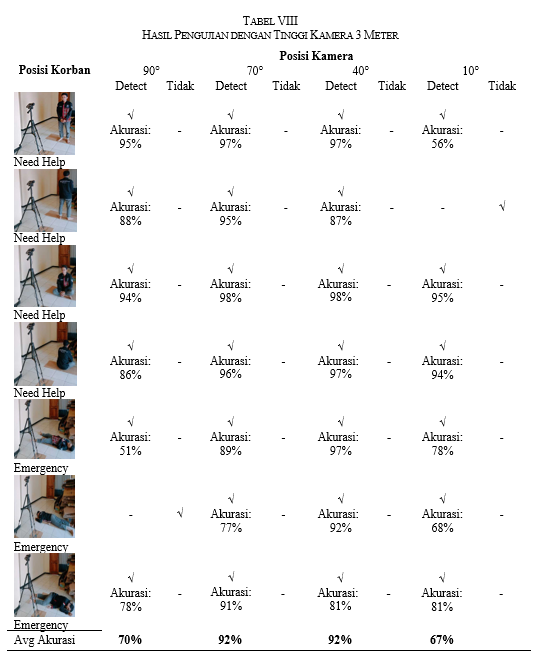 TABEL VIII
HASIL PENGUJIAN DENGAN TINGGI KAMERA 3 METER
Posisi Korban Posisi Kamera
90° 70° 40° 10°
Detect Tidak Detect Tidak Detect Tidak Detect Tidak
√ √ √ √
Akurasi: - Akurasi: - Akurasi: - Akurasi: -
95% 97% 97% 56%
Need Help
√ √ √
Akurasi: - Akurasi: - Akurasi: - - √
88% 95% 87%
Need Help
√ √ √ √
Akurasi: - Akurasi: - Akurasi: - Akurasi: -
94% 98% 98% 95%
Need Help
√ √ √ √
Akurasi: - Akurasi: - Akurasi: - Akurasi: -
86% 96% 97% 94%
Need Help
√ √ √ √
Akurasi: - Akurasi: - Akurasi: - Akurasi: -
51% 89% 97% 78%
Emergency
√ √ √
- √ Akurasi: - Akurasi: - Akurasi: -
77% 92% 68%
Emergency
√ √ √ √
Akurasi: - Akurasi: - Akurasi: - Akurasi: -
78% 91% 81% 81%
Emergency
Avg Akurasi 70% 92% 92% 67%